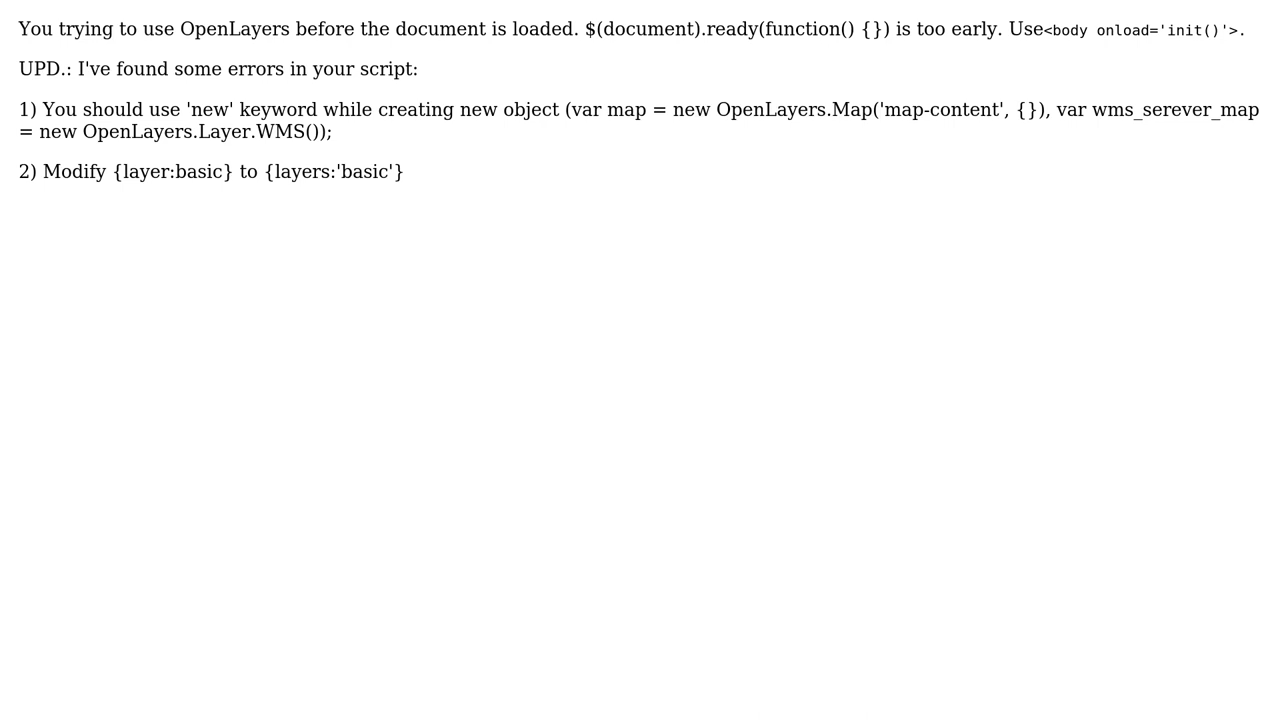 You trying to use OpenLayers before the document is loaded. $(document).ready(function() {}) is too early. Use<body onload='init()'>.
UPD.: I've found some errors in your script:
1) You should use 'new' keyword while creating new object (var map = new OpenLayers.Map('map-content', {}), var wms_serever_map
= new OpenLayers.Layer.WMS());
2) Modify {layer:basic} to {layers:'basic'}